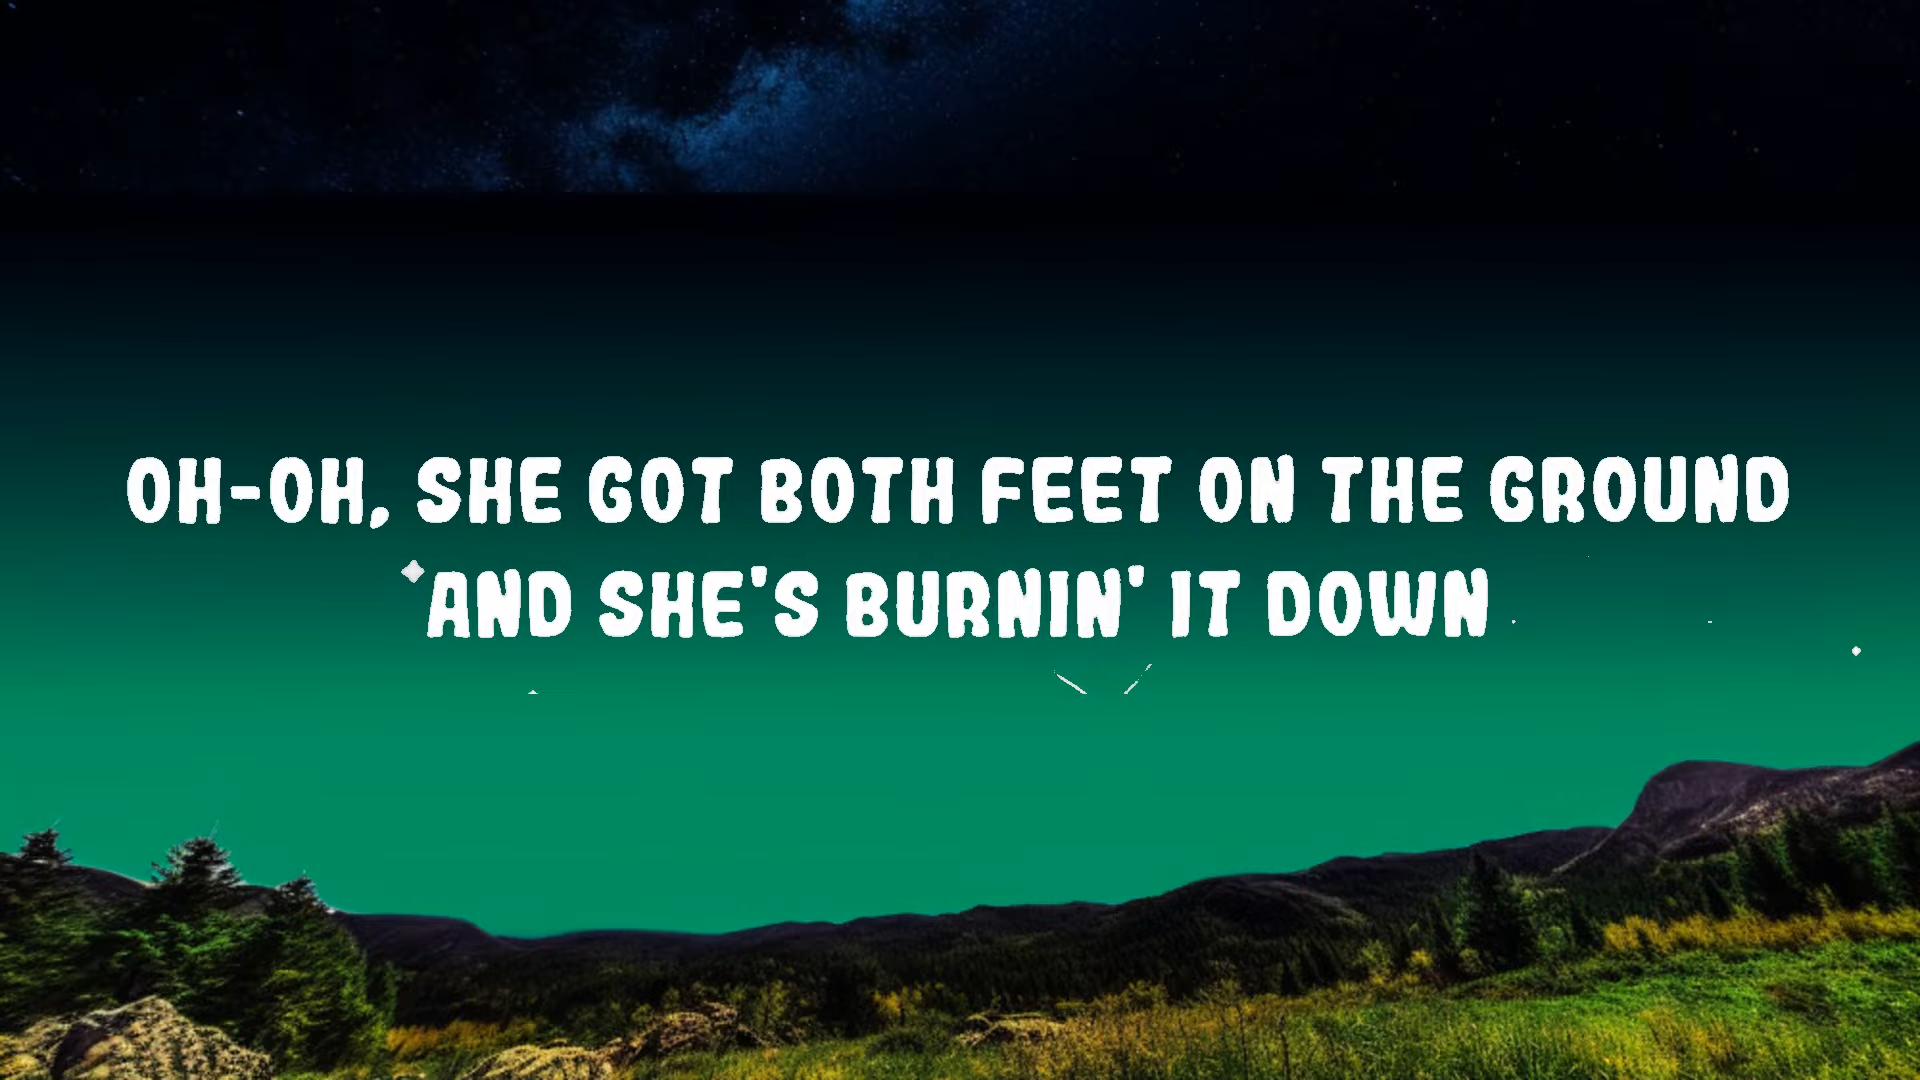 OH-OH, SHE GOT BOTH FEET ON THE GROUND
AND SHE'S BURNIN' IT DOWN